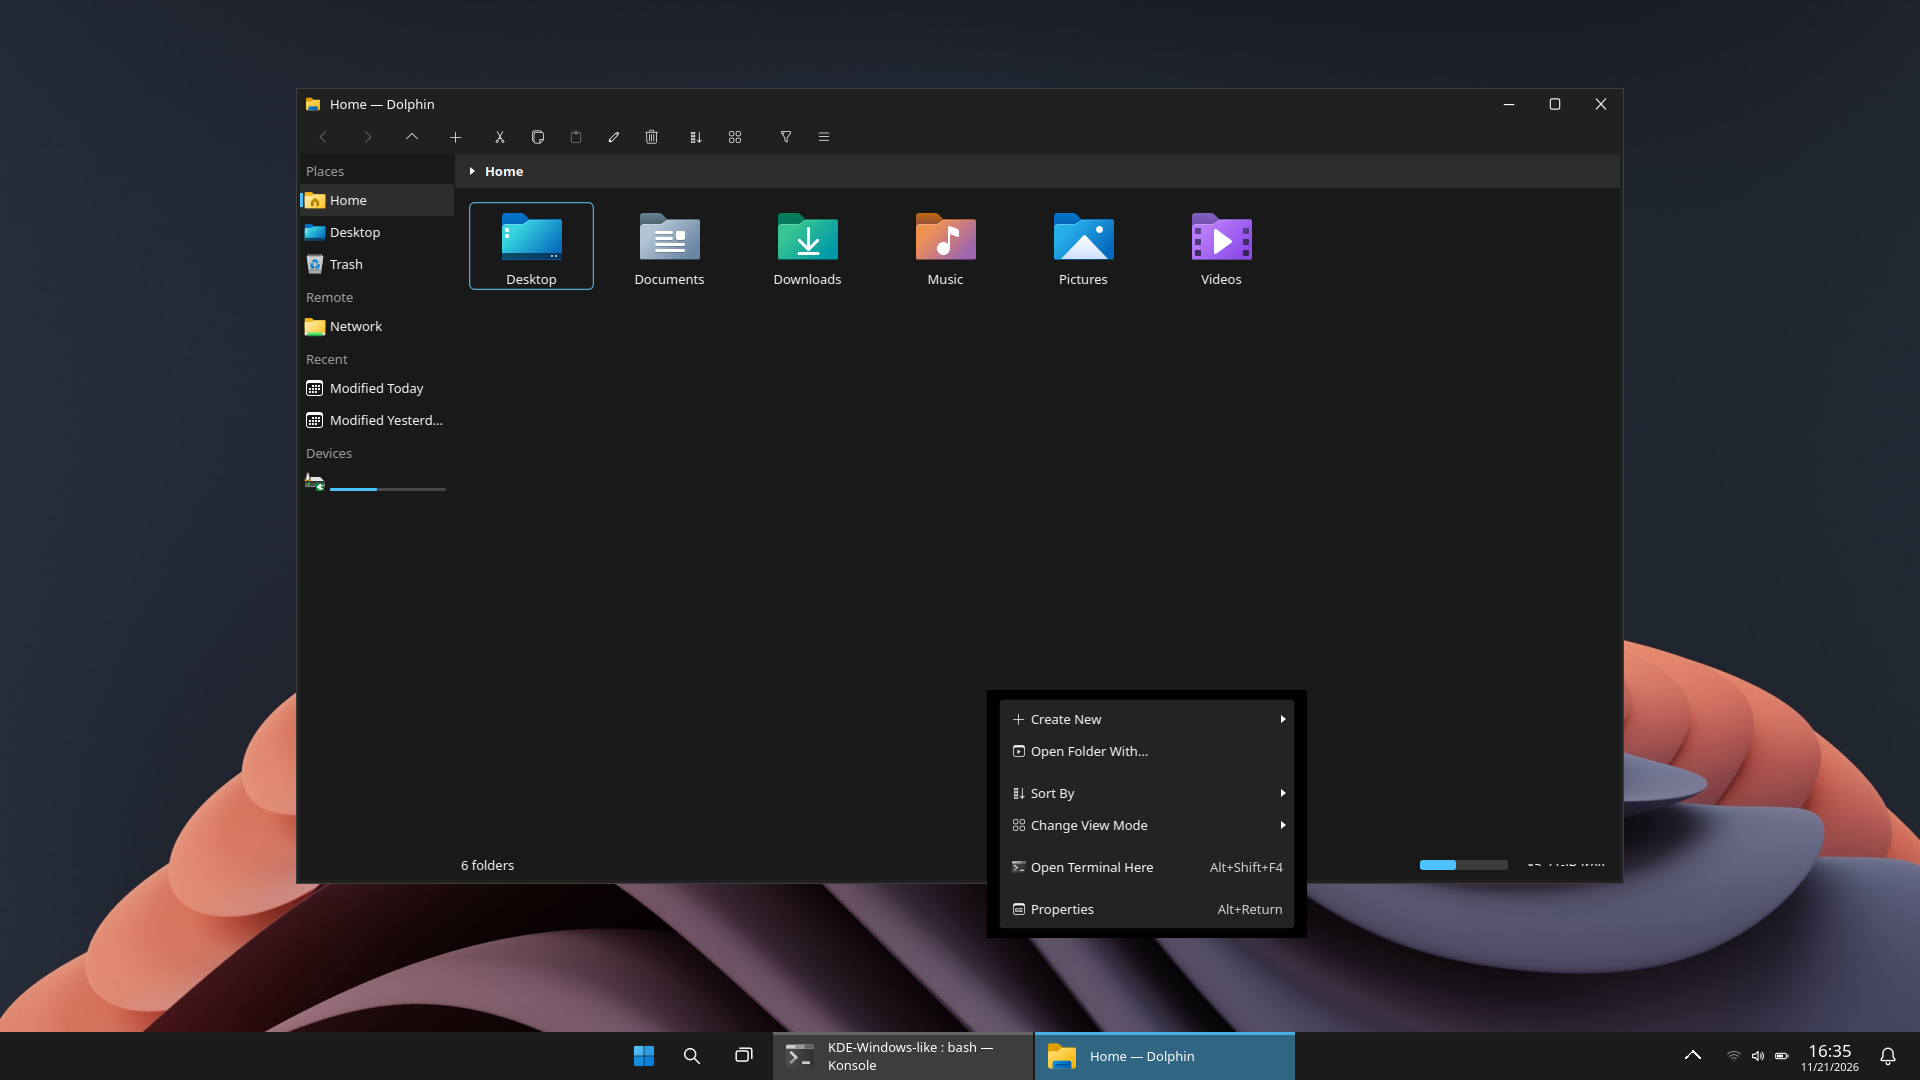 Home — Dolphin
Places
Home
Desktop
Trash
Remote
Network
Recent
Modified Today
Modified Yesterd...
Devices
Home
Desktop
Documents
Downloads
Music
Pictures
Videos
Create New
Open Folder With...
Sort By
Change View Mode
Open Terminal Here Alt+Shift+F4
Properties Alt+Return
6 folders
KDE-Windows-like : bash —
Konsole
Home — Dolphin
16:35
11/21/2026